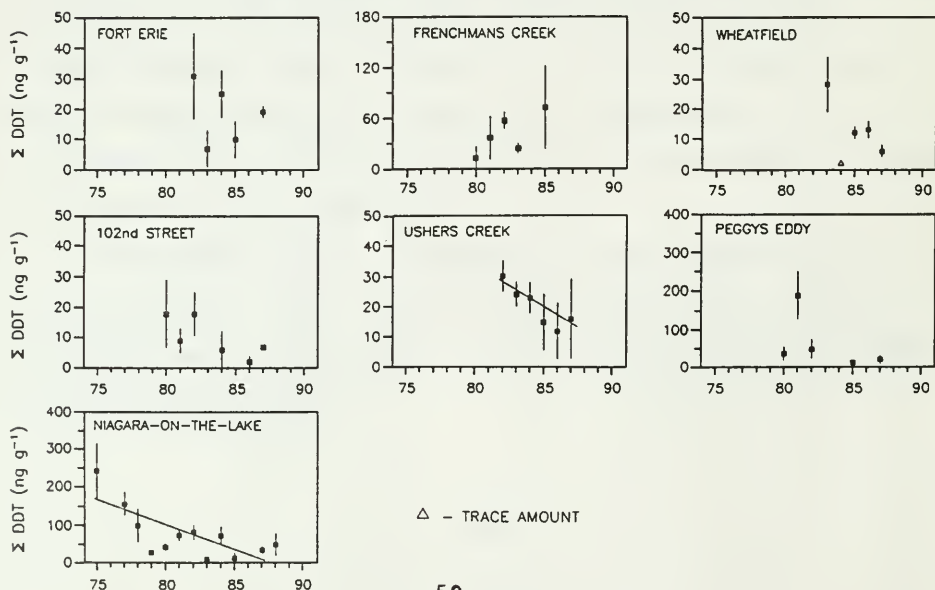 FORT ERIE
Σ DDT (ng g⁻¹)
50
40
30
20
10
0
75 80 85 90
FRENCHMANS CREEK
180
120
60
0
75 80 85 90
WHEATFIELD
50
40
30
20
10
0
75 80 85 90
102nd STREET
Σ DDT (ng g⁻¹)
50
40
30
20
10
0
75 80 85 90
USHERS CREEK
50
40
30
20
10
0
75 80 85 90
PEGGYS EDDY
400
300
200
100
0
75 80 85 90
NIAGARA-ON-THE-LAKE
Σ DDT (ng g⁻¹)
400
300
200
100
0
75 80 85 90
△ - TRACE AMOUNT